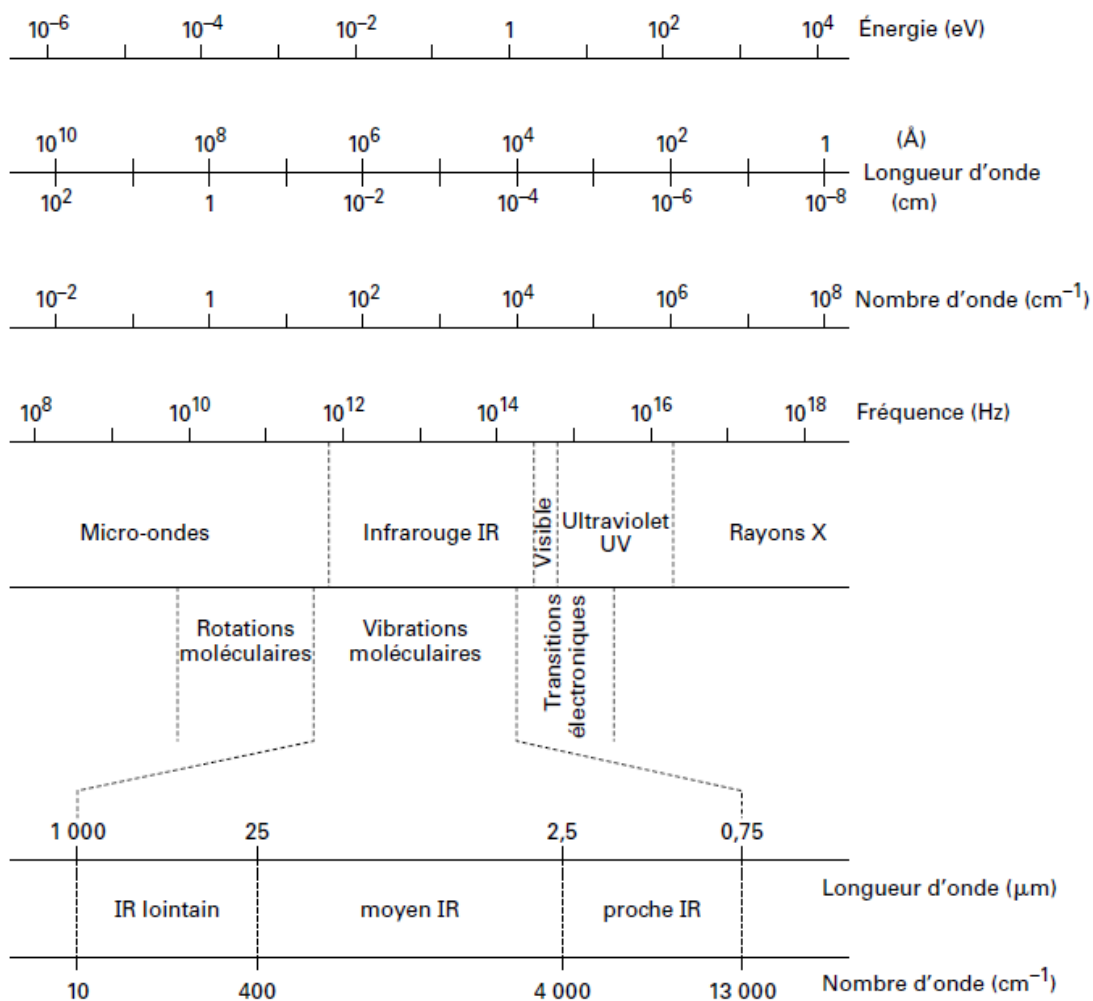 10⁻⁶ 10⁻⁴ 10⁻² 1 10² 10⁴ Énergie (eV)
10¹⁰ 10⁸ 10⁶ 10⁴ 10² 1 (Å)
Longueur d'onde
10² 1 10⁻² 10⁻⁴ 10⁻⁶ 10⁻⁸ (cm)
10⁻² 1 10² 10⁴ 10⁶ 10⁸ Nombre d'onde (cm⁻¹)
10⁸ 10¹⁰ 10¹² 10¹⁴ 10¹⁶ 10¹⁸ Fréquence (Hz)
Micro-ondes
Infrarouge IR
Visible
Ultraviolet
UV
Rayons X
Rotations
moléculaires
Vibrations
moléculaires
Transitions
électroniques
1 000 25 2,5 0,75
Longueur d'onde (μm)
IR lointain moyen IR proche IR
10 400 4 000 13 000 Nombre d'onde (cm⁻¹)